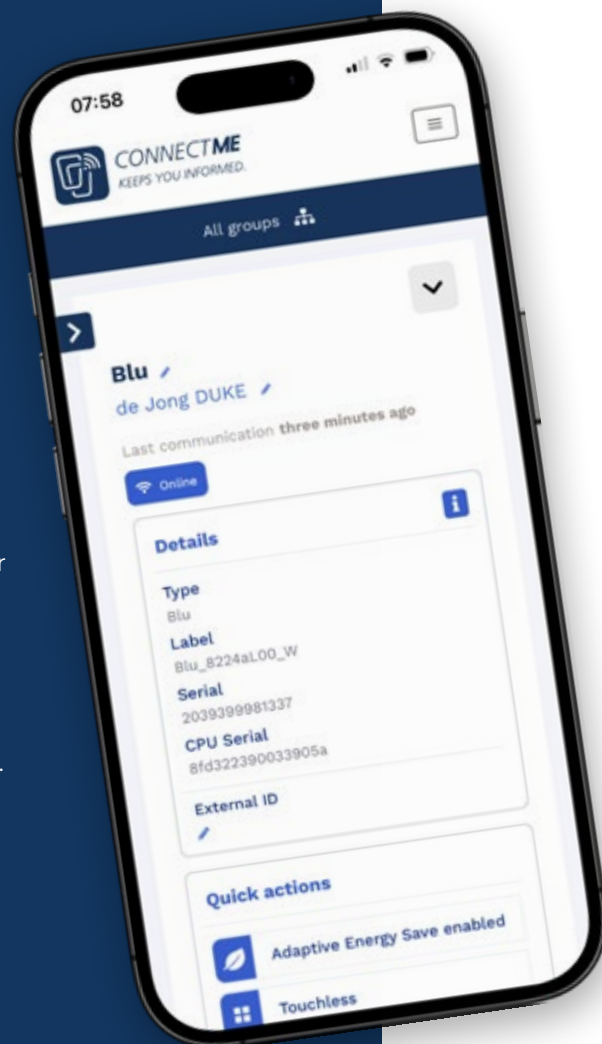 07:58
CONNECTME
KEEPS YOU INFORMED.
All groups
Blu
de Jong DUKE
Last communication three minutes ago
Online
r
Details
Type
Blu
Label
Blu_8224aL00_W
Serial
2039399981337
CPU Serial
8fd322390033905a
.
External ID
Quick actions
Adaptive Energy Save enabled
Touchless